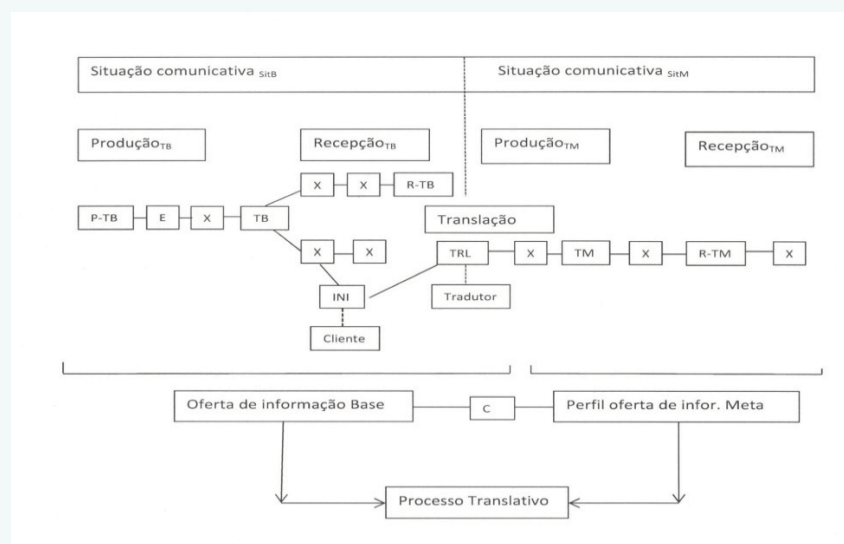 Situação comunicativa SitB
Situação comunicativa SitM
ProduçãoTB
RecepçãoTB
ProduçãoTM
RecepçãoTM
X X R-TB
P-TB E X TB
Translação
X X
TRL X TM X R-TM X
INI
Tradutor
Cliente
Oferta de informação Base
C
Perfil oferta de infor. Meta
Processo Translativo